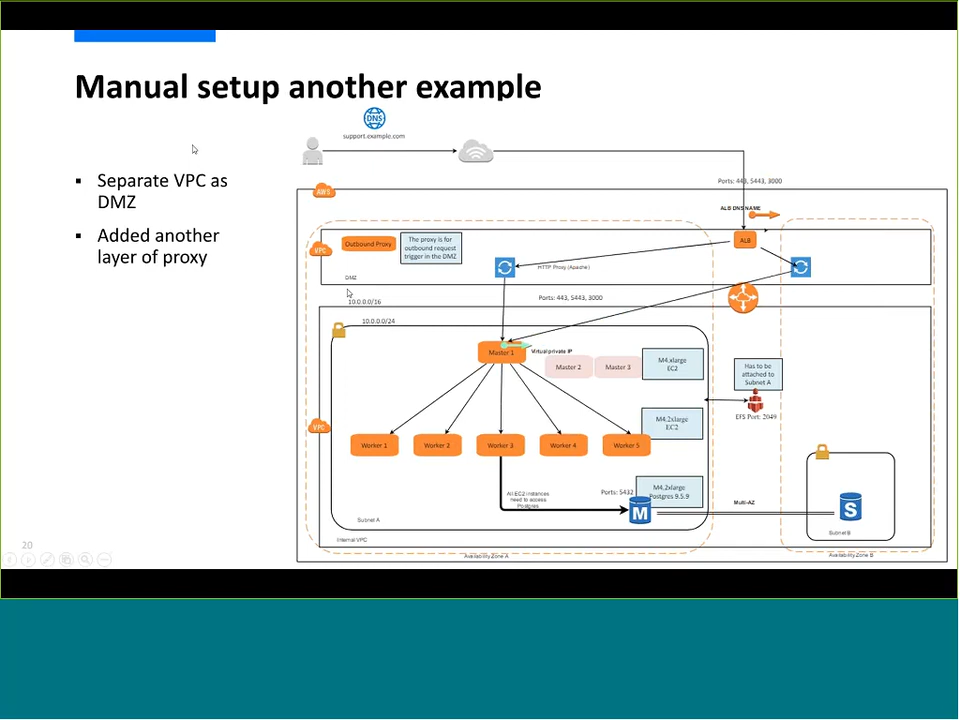 Manual setup another example
DNS
support.example.com
▪ Separate VPC as
DMZ
▪ Added another
layer of proxy
Ports: 443, 5443, 3000
AWS
ALB DNS NAME
VPC
Outbound Proxy
The proxy is for
outbound request
trigger in the DMZ
ALB
HTTP Proxy (Apache)
DMZ
Ports: 443, 5443, 3000
10.0.0.0/16
10.0.0.0/24
Master 1
Virtual private IP
Master 2
Master 3
M4.xlarge
EC2
Has to be
attached to
Subnet A
EFS Port: 2049
M4.2xlarge
EC2
VPC
Worker 1
Worker 2
Worker 3
Worker 4
Worker 5
All EC2 instances
need to access
Postgres
Ports: 5432
M4.2xlarge
Postgres 9.5.9
M
Multi-AZ
S
Subnet A
Subnet B
Internal VPC
Availability Zone A
Availability Zone B
20